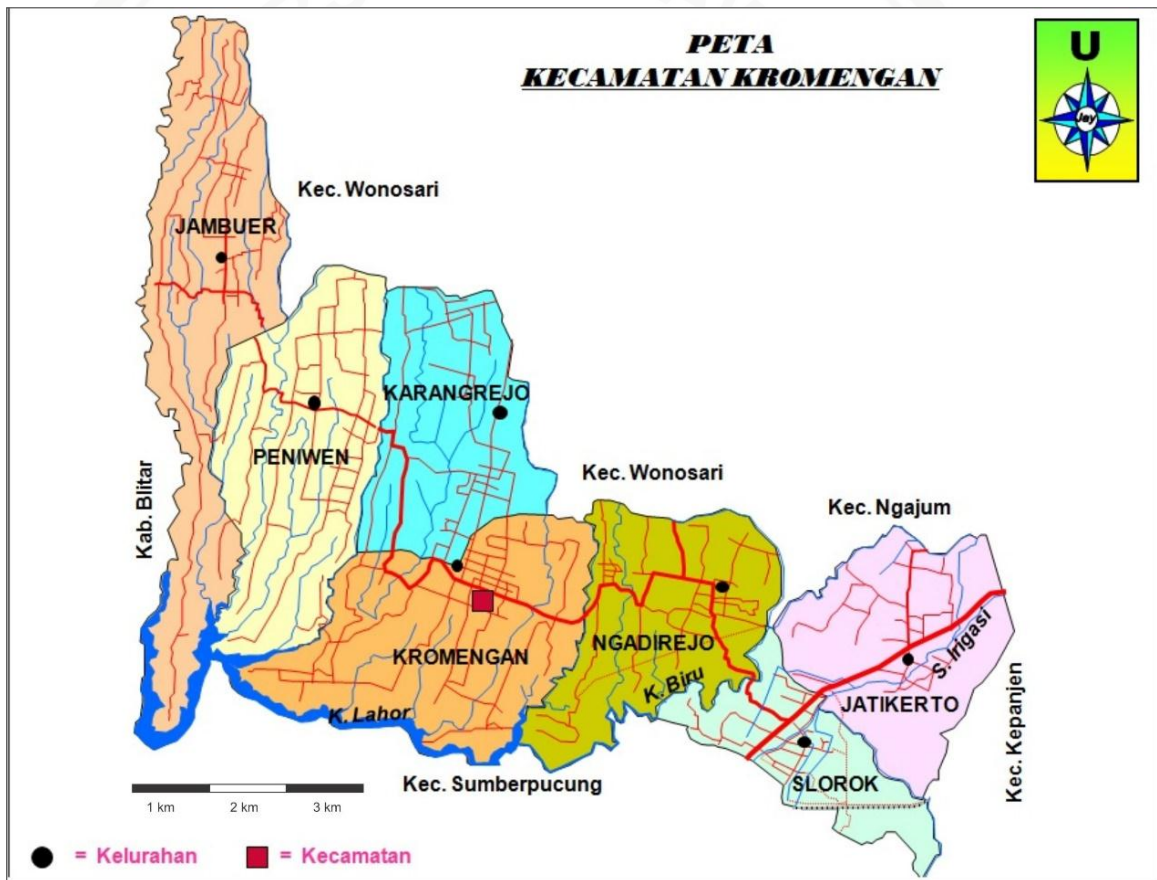 PETA
KECAMATAN KROMENGAN
U
Jay
Kec. Wonosari
JAMBUER
KARANGREJO
PENIWEN
Kab. Blitar
Kec. Wonosari
Kec. Ngajum
NGADIREJO
KROMENGAN
K. Biru
S. Irigasi
JATIKERTO
K. Lahor
Kec. Kepanjen
Kec. Sumberpucung
SLOROK
1 km 2 km 3 km
= Kelurahan = Kecamatan